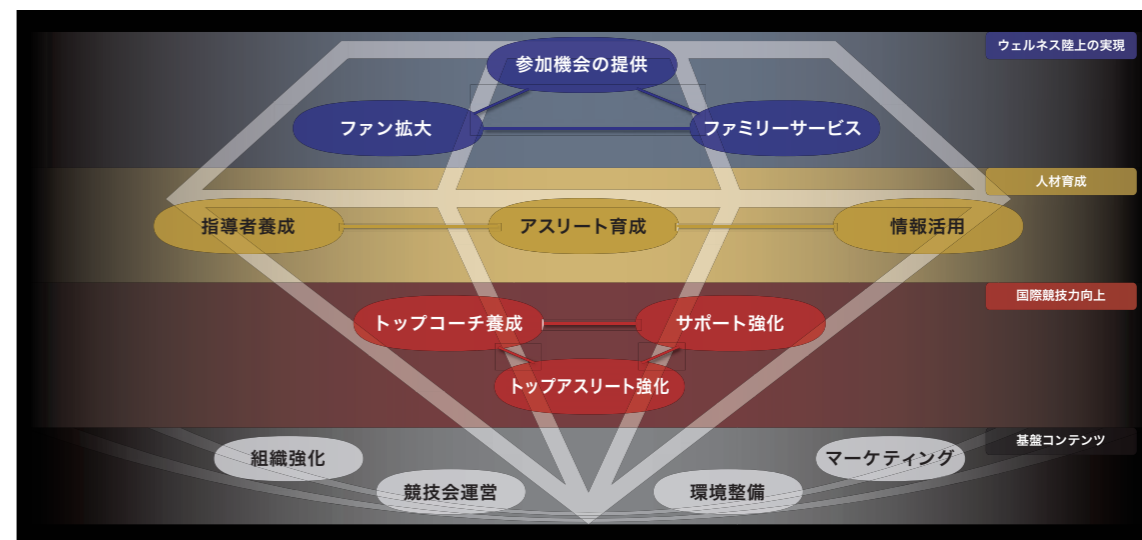 ウェルネス陸上の実現
参加機会の提供
ファン拡大
ファミリーサービス
人材育成
指導者養成
アスリート育成
情報活用
国際競技力向上
トップコーチ養成
サポート強化
トップアスリート強化
基盤コンテンツ
組織強化
マーケティング
競技会運営
環境整備